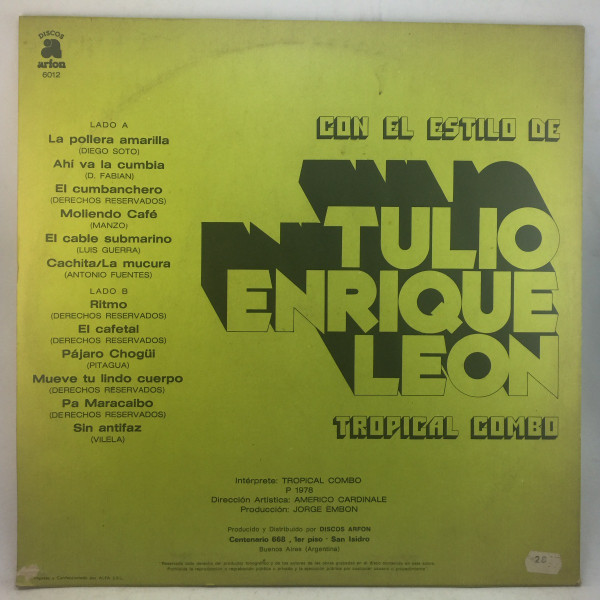 DISCOS
arfon
6012
LADO A
La pollera amarilla
(DIEGO SOTO)
Ahí va la cumbia
(D. FABIAN)
El cumbanchero
(DERECHOS RESERVADOS)
Moliendo Café
(MANZO)
El cable submarino
(LUIS GUERRA)
Cachita/La mucura
(ANTONIO FUENTES)
LADO B
Ritmo
(DERECHOS RESERVADOS)
El cafetal
(DERECHOS RESERVADOS)
Pájaro Chogüi
(PITAGUA)
Mueve tu lindo cuerpo
(DERECHOS RESERVADOS)
Pa Maracaibo
(DERECHOS RESERVADOS)
Sin antifaz
(VILELA)
CON EL ESTILO DE
TULIO
ENRIQUE
LEON
TROPICAL COMBO
Intérprete: TROPICAL COMBO
P 1978
Dirección Artística: AMERICO CARDINALE
Producción: JORGE EMBON
Producido y Distribuido por DISCOS ARFON
Centenario 668 , 1er piso - San Isidro
Buenos Aires (Argentina)